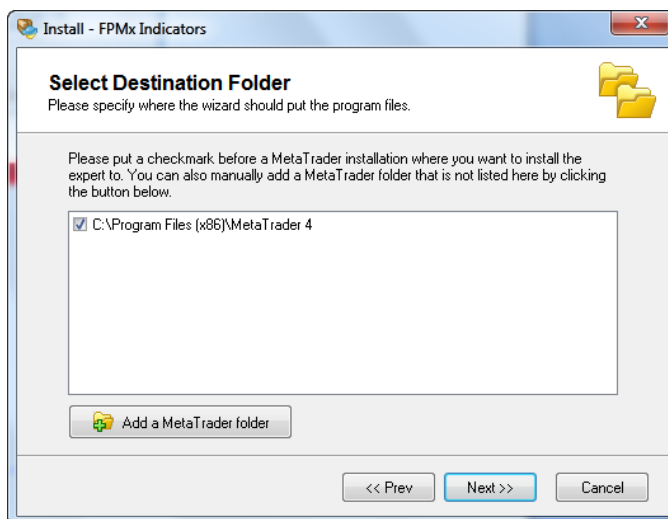 Install - FPMx Indicators
Select Destination Folder
Please specify where the wizard should put the program files.
Please put a checkmark before a MetaTrader installation where you want to install the
expert to. You can also manually add a MetaTrader folder that is not listed here by clicking
the button below.
C:\Program Files (x86)\MetaTrader 4
Add a MetaTrader folder
<< Prev
Next >>
Cancel